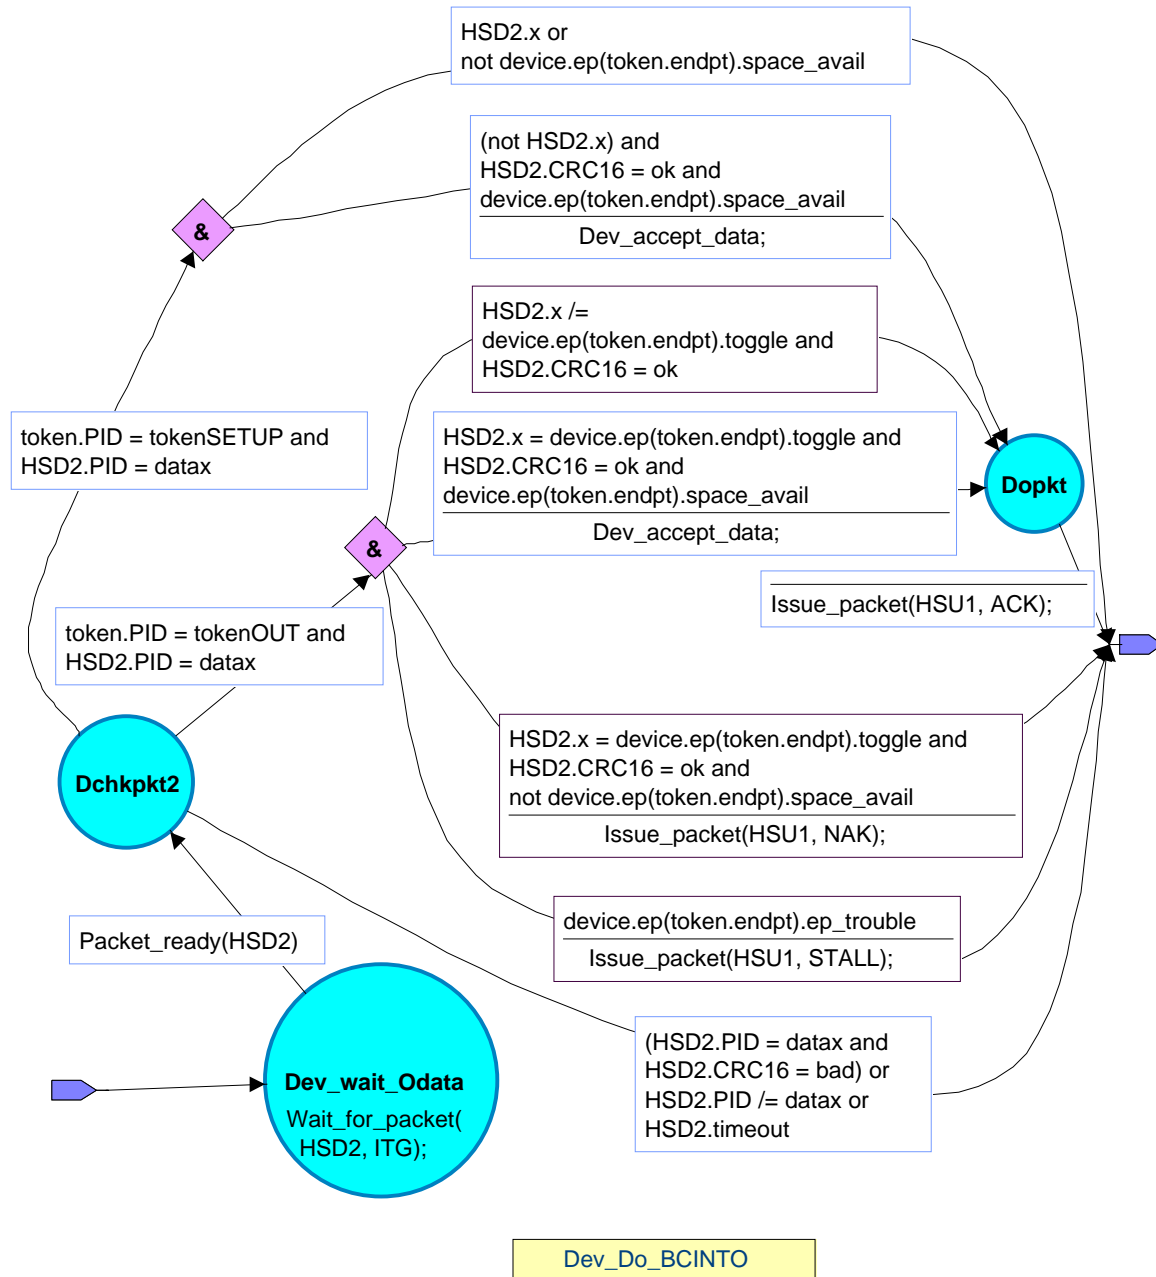 HSD2.x or
not device.ep(token.endpt).space_avail
(not HSD2.x) and
HSD2.CRC16 = ok and
device.ep(token.endpt).space_avail
Dev_accept_data;
&
HSD2.x /=
device.ep(token.endpt).toggle and
HSD2.CRC16 = ok
token.PID = tokenSETUP and
HSD2.PID = datax
HSD2.x = device.ep(token.endpt).toggle and
HSD2.CRC16 = ok and
device.ep(token.endpt).space_avail
Dev_accept_data;
Dopkt
&
Issue_packet(HSU1, ACK);
token.PID = tokenOUT and
HSD2.PID = datax
HSD2.x = device.ep(token.endpt).toggle and
HSD2.CRC16 = ok and
not device.ep(token.endpt).space_avail
Issue_packet(HSU1, NAK);
Dchkpkt2
device.ep(token.endpt).ep_trouble
Issue_packet(HSU1, STALL);
Packet_ready(HSD2)
(HSD2.PID = datax and
HSD2.CRC16 = bad) or
HSD2.PID /= datax or
HSD2.timeout
Dev_wait_Odata
Wait_for_packet(
HSD2, ITG);
Dev_Do_BCINTO